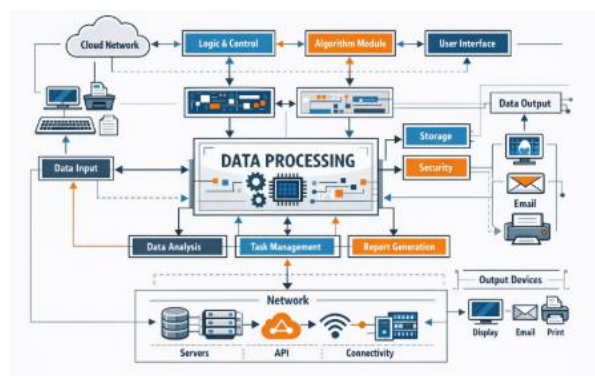 Cloud Network
Logic & Control
Algorithm Module
User Interface
Data Output
Storage
DATA PROCESSING
Data Input
Security
Email
Data Analysis
Task Management
Report Generation
Output Devices
Network
Servers
API
Connectivity
Display
Email
Print